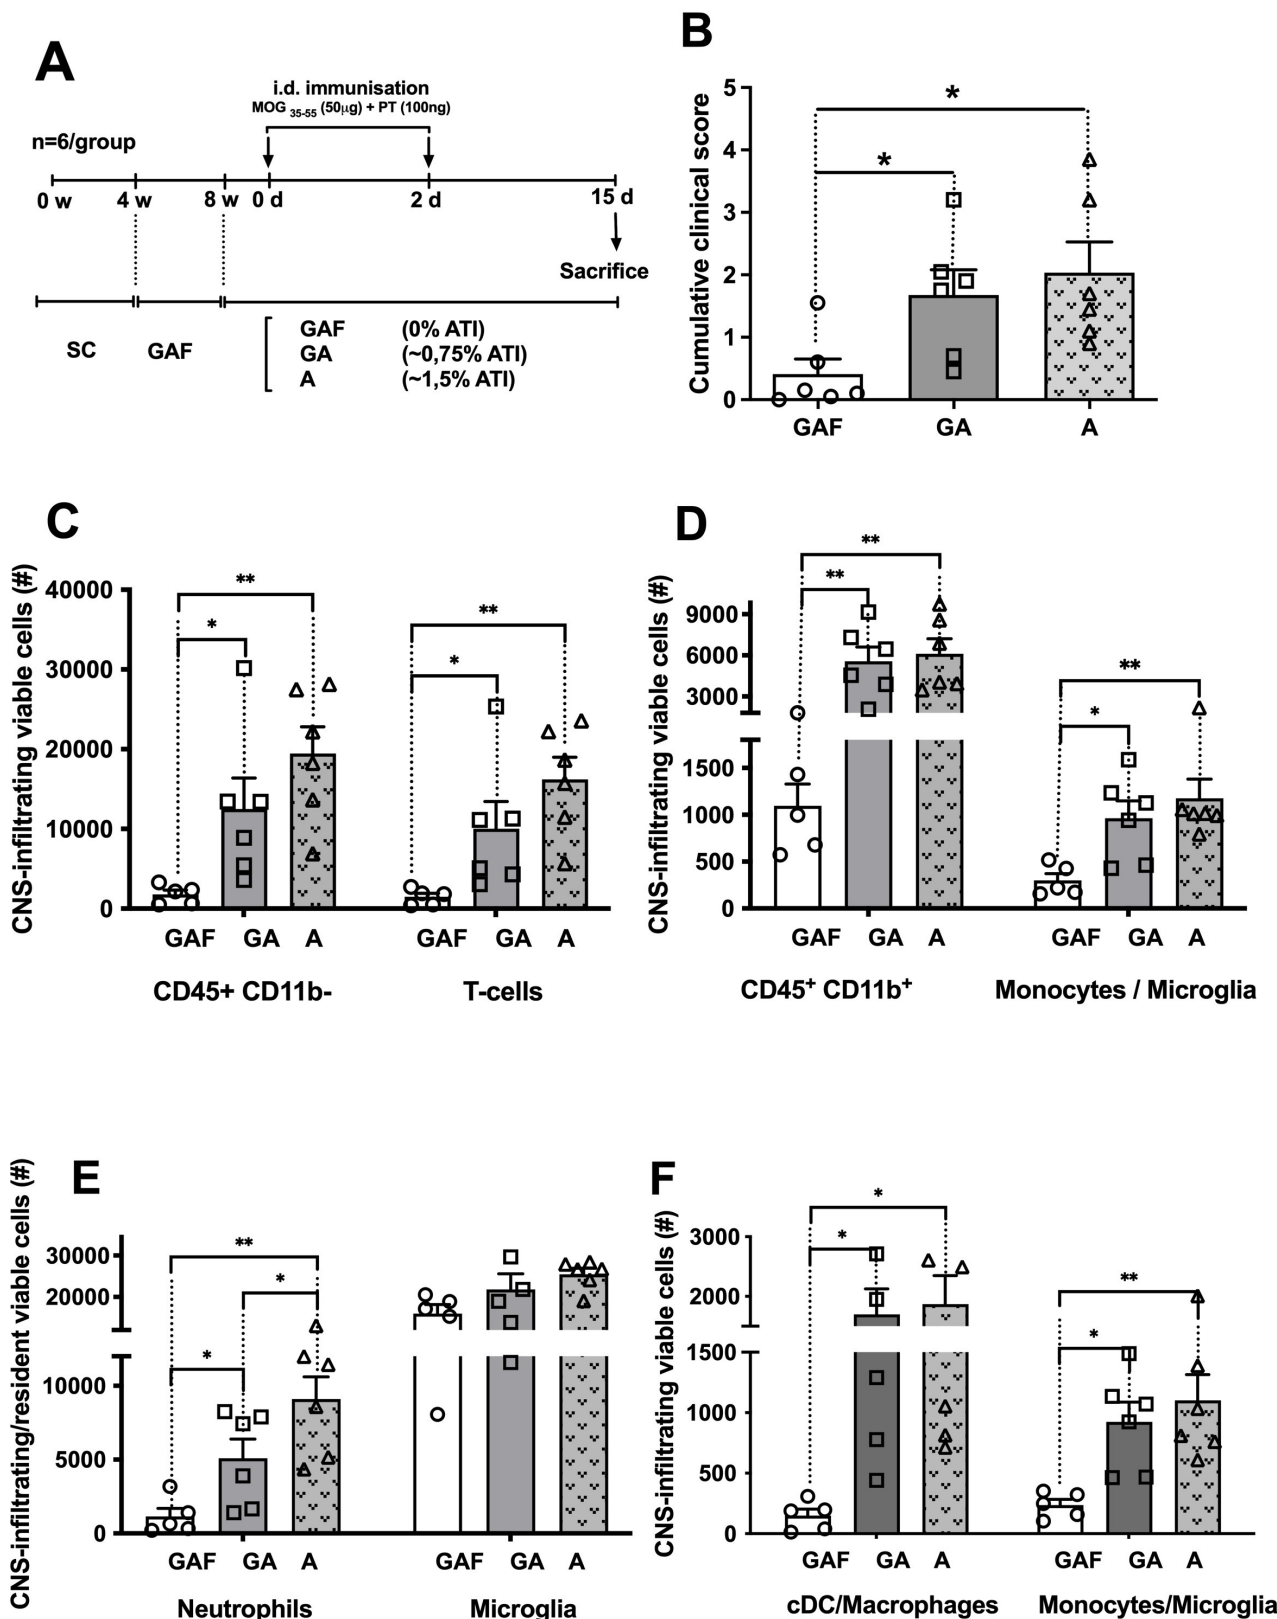 A
i.d. immunisation
MOG 35-55 (50µg) + PT (100ng)
n=6/group
0 w 4 w 8 w 0 d 2 d 15 d
Sacrifice
SC GAF
GAF (0% ATI)
GA (~0,75% ATI)
A (~1,5% ATI)
B
Cumulative clinical score
5
4
3
2
1
0
*
*
GAF GA A
C
CNS-infiltrating viable cells (#)
40000
30000
20000
10000
0
**
*
**
*
GAF GA A GAF GA A
CD45+ CD11b- T-cells
D
CNS-infiltrating viable cells (#)
9000
6000
3000
1500
1000
500
0
**
**
**
*
GAF GA A GAF GA A
CD45+ CD11b+ Monocytes / Microglia
E
CNS-infiltrating/resident viable cells (#)
30000
20000
10000
5000
0
**
*
*
GAF GA A GAF GA A
Neutrophils Microglia
F
CNS-infiltrating viable cells (#)
3000
2000
1500
1000
500
0
*
*
**
*
GAF GA A GAF GA A
cDC/Macrophages Monocytes/Microglia